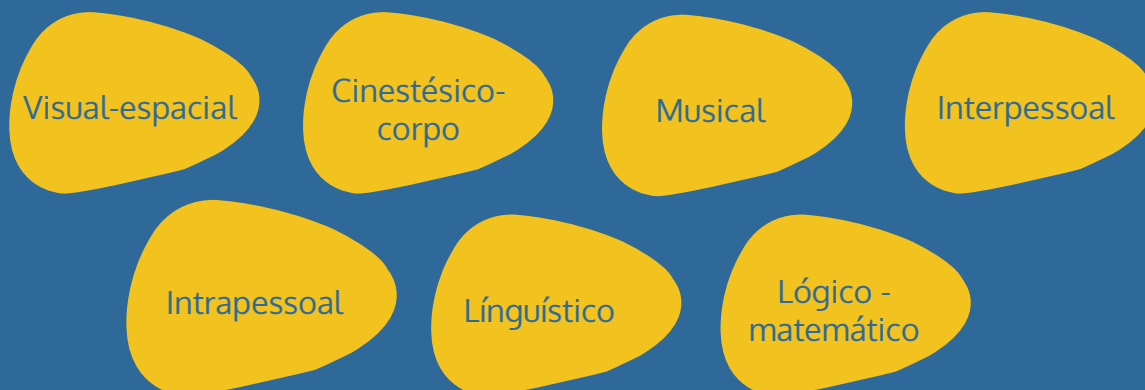 Visual-espacial
Cinestésico-
corpo
Musical
Interpessoal
Intrapessoal
Línguístico
Lógico -
matemático